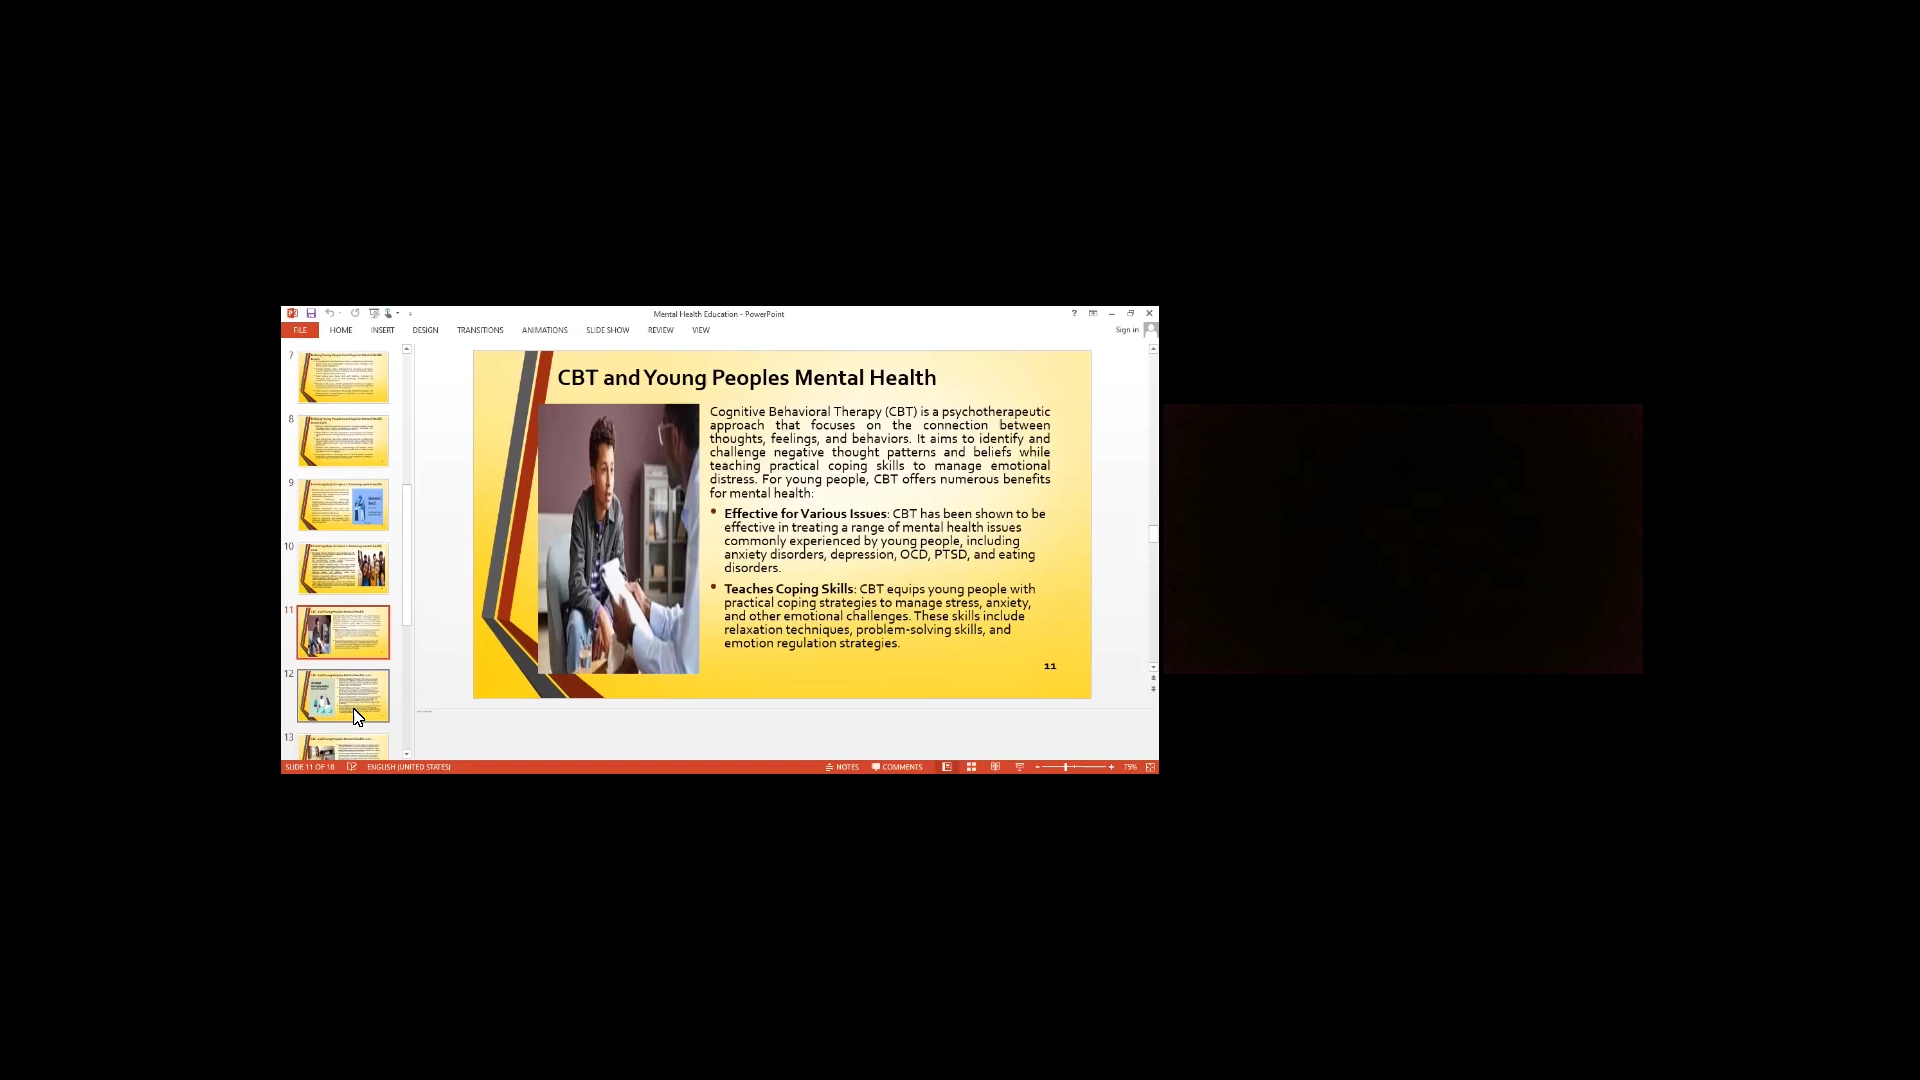 Mental Health Education - PowerPoint
FILE HOME INSERT DESIGN TRANSITIONS ANIMATIONS SLIDE SHOW REVIEW VIEW
Sign in
7
8
9
10
11
12
13
CBT and Young Peoples Mental Health
Cognitive Behavioral Therapy (CBT) is a psychotherapeutic
approach that focuses on the connection between
thoughts, feelings, and behaviors. It aims to identify and
challenge negative thought patterns and beliefs while
teaching practical coping skills to manage emotional
distress. For young people, CBT offers numerous benefits
for mental health:
• Effective for Various Issues: CBT has been shown to be
effective in treating a range of mental health issues
commonly experienced by young people, including
anxiety disorders, depression, OCD, PTSD, and eating
disorders.
• Teaches Coping Skills: CBT equips young people with
practical coping strategies to manage stress, anxiety,
and other emotional challenges. These skills include
relaxation techniques, problem-solving skills, and
emotion regulation strategies.
11
SLIDE 11 OF 18 ENGLISH (UNITED STATES) NOTES COMMENTS 75%